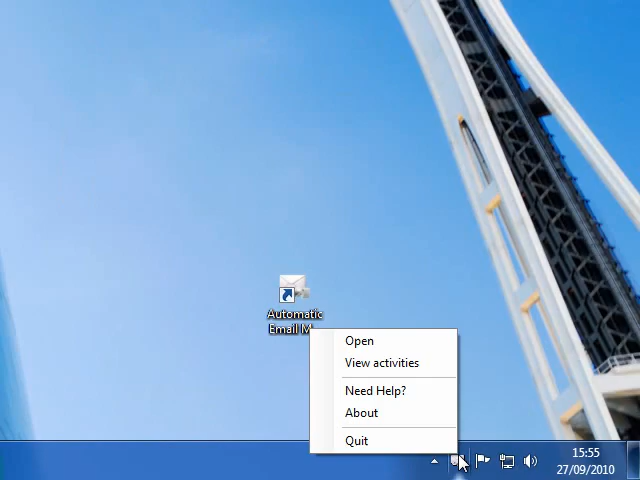 Automatic
Email M...
Open
View activities
Need Help?
About
Quit
15:55
27/09/2010